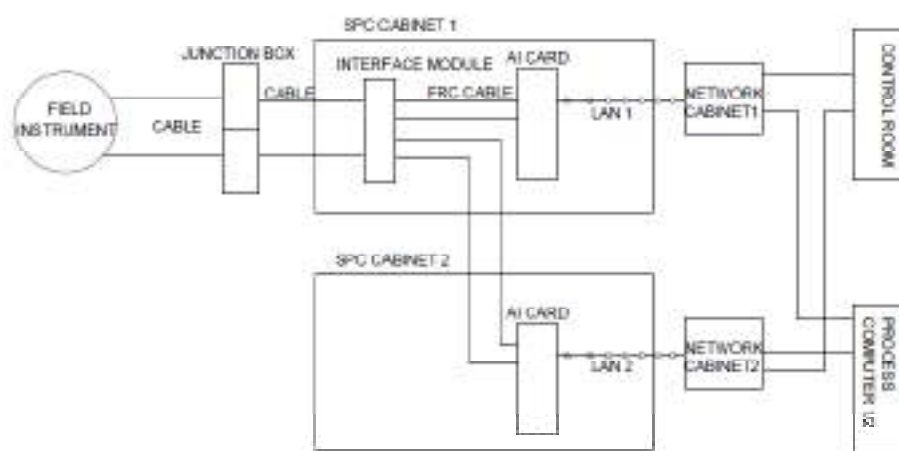 SPC CABINET 1
JUNCTION BOX
INTERFACE MODULE
AI CARD
CABLE
FRC CABLE
FIELD
INSTRUMENT
CABLE
LAN 1
NETWORK
CABINET1
CONTROL ROOM
SPC CABINET 2
AI CARD
LAN 2
NETWORK
CABINET2
PROCESS
COMPUTER